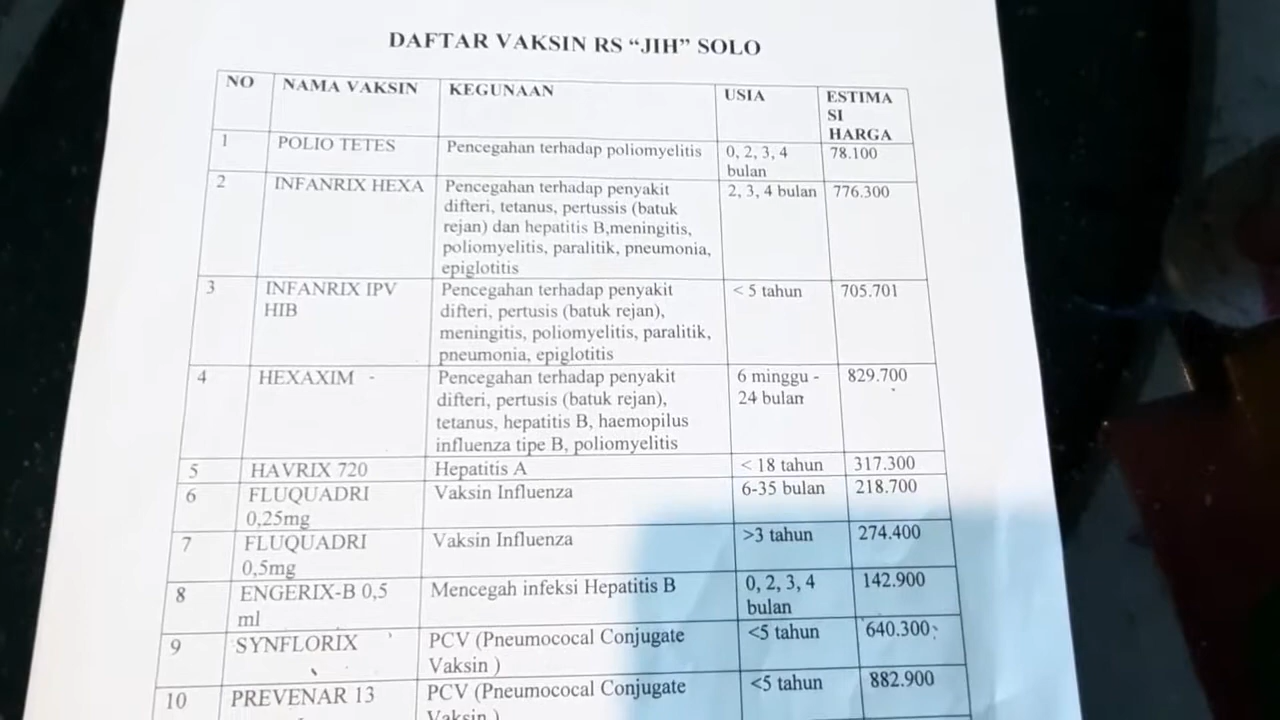 DAFTAR VAKSIN RS “JIH” SOLO
NO NAMA VAKSIN KEGUNAAN USIA ESTIMA
SI
HARGA
1 POLIO TETES Pencegahan terhadap poliomyelitis 0, 2, 3, 4 78.100
bulan
2 INFANRIX HEXA Pencegahan terhadap penyakit 2, 3, 4 bulan 776.300
difteri, tetanus, pertussis (batuk
rejan) dan hepatitis B,meningitis,
poliomyelitis, paralitik, pneumonia,
epiglotitis
3 INFANRIX IPV Pencegahan terhadap penyakit < 5 tahun 705.701
HIB difteri, pertusis (batuk rejan),
meningitis, poliomyelitis, paralitik,
pneumonia, epiglotitis
4 HEXAXIM - Pencegahan terhadap penyakit 6 minggu - 829.700
difteri, pertusis (batuk rejan), 24 bulan
tetanus, hepatitis B, haemopilus
influenza tipe B, poliomyelitis
5 HAVRIX 720 Hepatitis A < 18 tahun 317.300
6 FLUQUADRI Vaksin Influenza 6-35 bulan 218.700
0,25mg
7 FLUQUADRI Vaksin Influenza >3 tahun 274.400
0,5mg
8 ENGERIX-B 0,5 Mencegah infeksi Hepatitis B 0, 2, 3, 4 142.900
ml bulan
9 SYNFLORIX PCV (Pneumococal Conjugate <5 tahun 640.300
Vaksin )
10 PREVENAR 13 PCV (Pneumococal Conjugate <5 tahun 882.900
Vaksin )